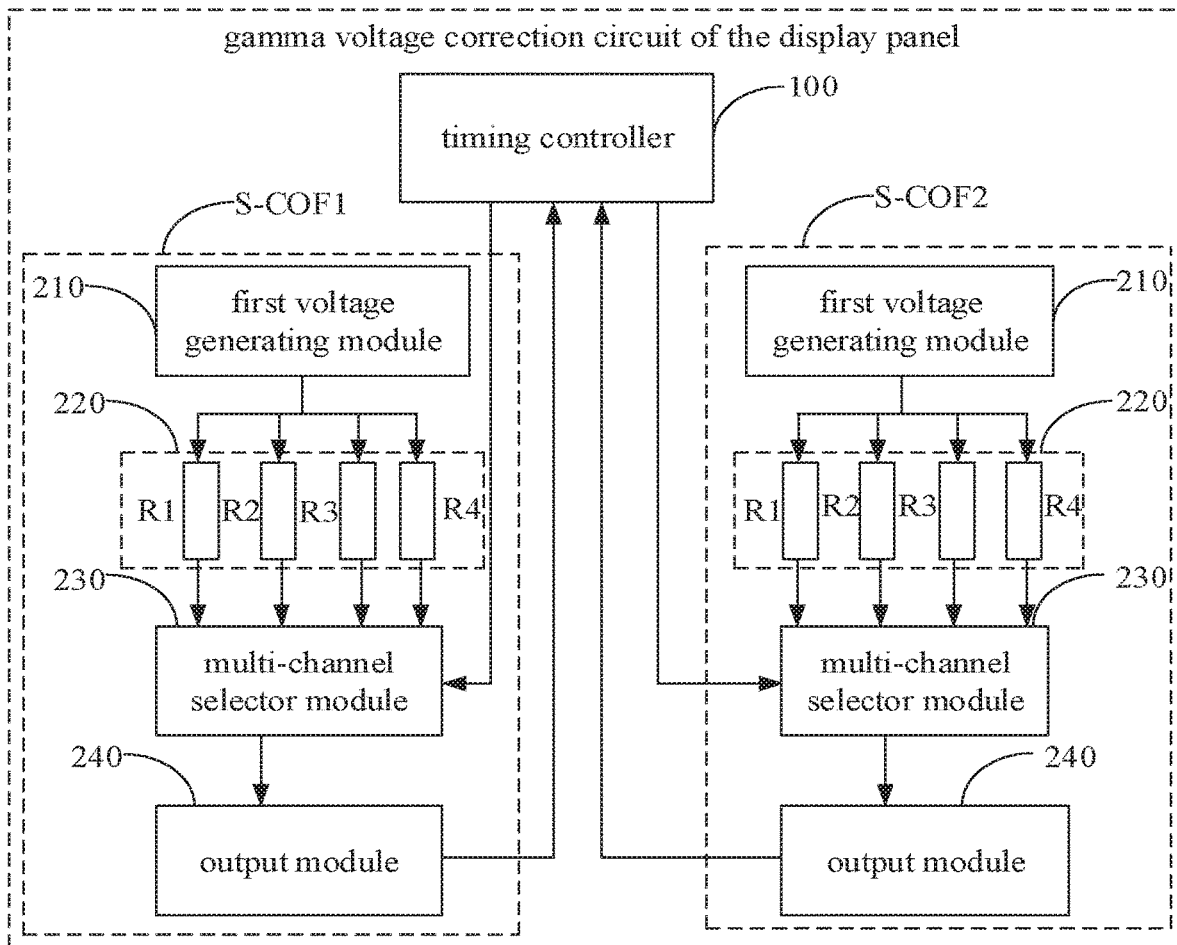 gamma voltage correction circuit of the display panel
100
timing controller
S-COF1
S-COF2
210
first voltage
generating module
first voltage
generating module
210
220
220
R1
R2
R3
R4
R1
R2
R3
R4
230
230
multi-channel
selector module
multi-channel
selector module
240
240
output module
output module